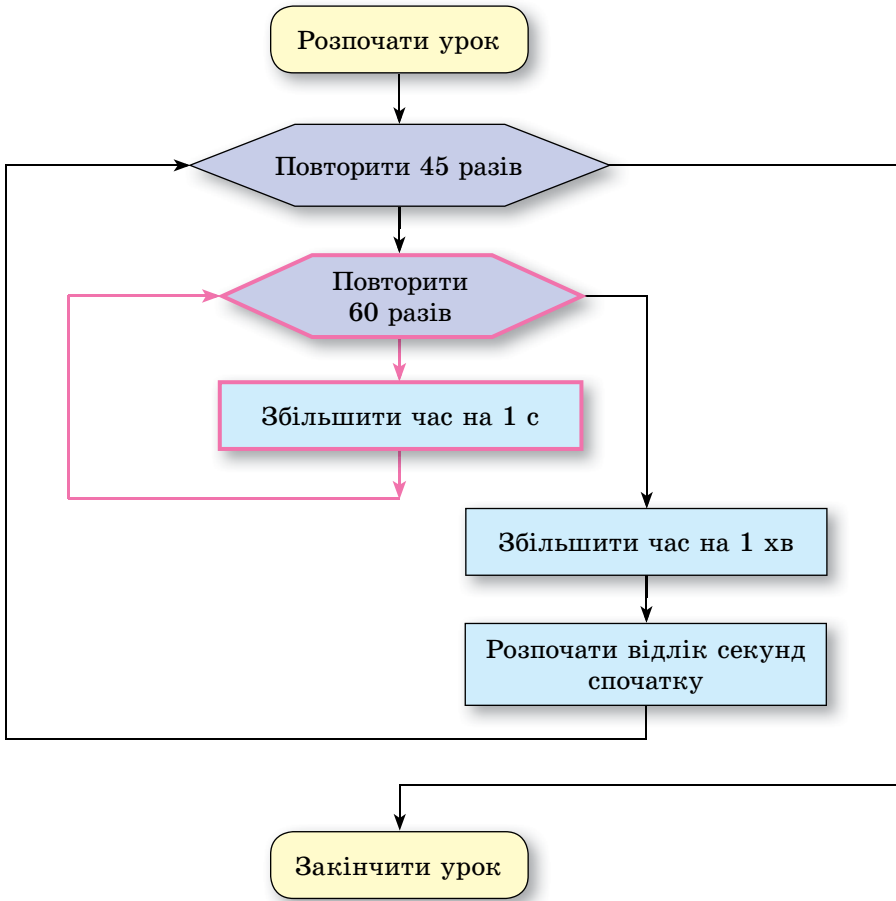 Розпочати урок
Повторити 45 разів
Повторити
60 разів
Збільшити час на 1 с
Збільшити час на 1 хв
Розпочати відлік секунд
спочатку
Закінчити урок